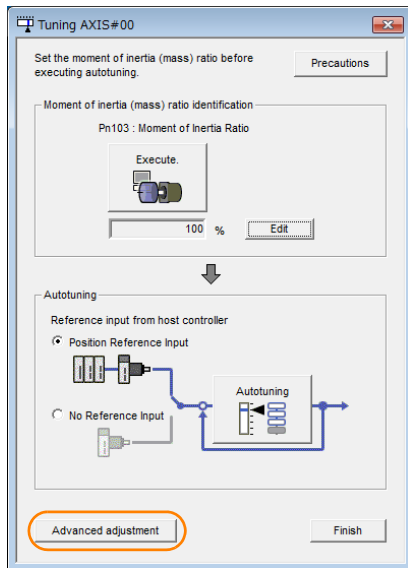 Tuning AXIS#00
Set the moment of inertia (mass) ratio before
executing autotuning.
Precautions
Moment of inertia (mass) ratio identification
Pn103 : Moment of Inertia Ratio
Execute.
100 %
Edit
Autotuning
Reference input from host controller
Position Reference Input
Autotuning
No Reference Input
Advanced adjustment
Finish